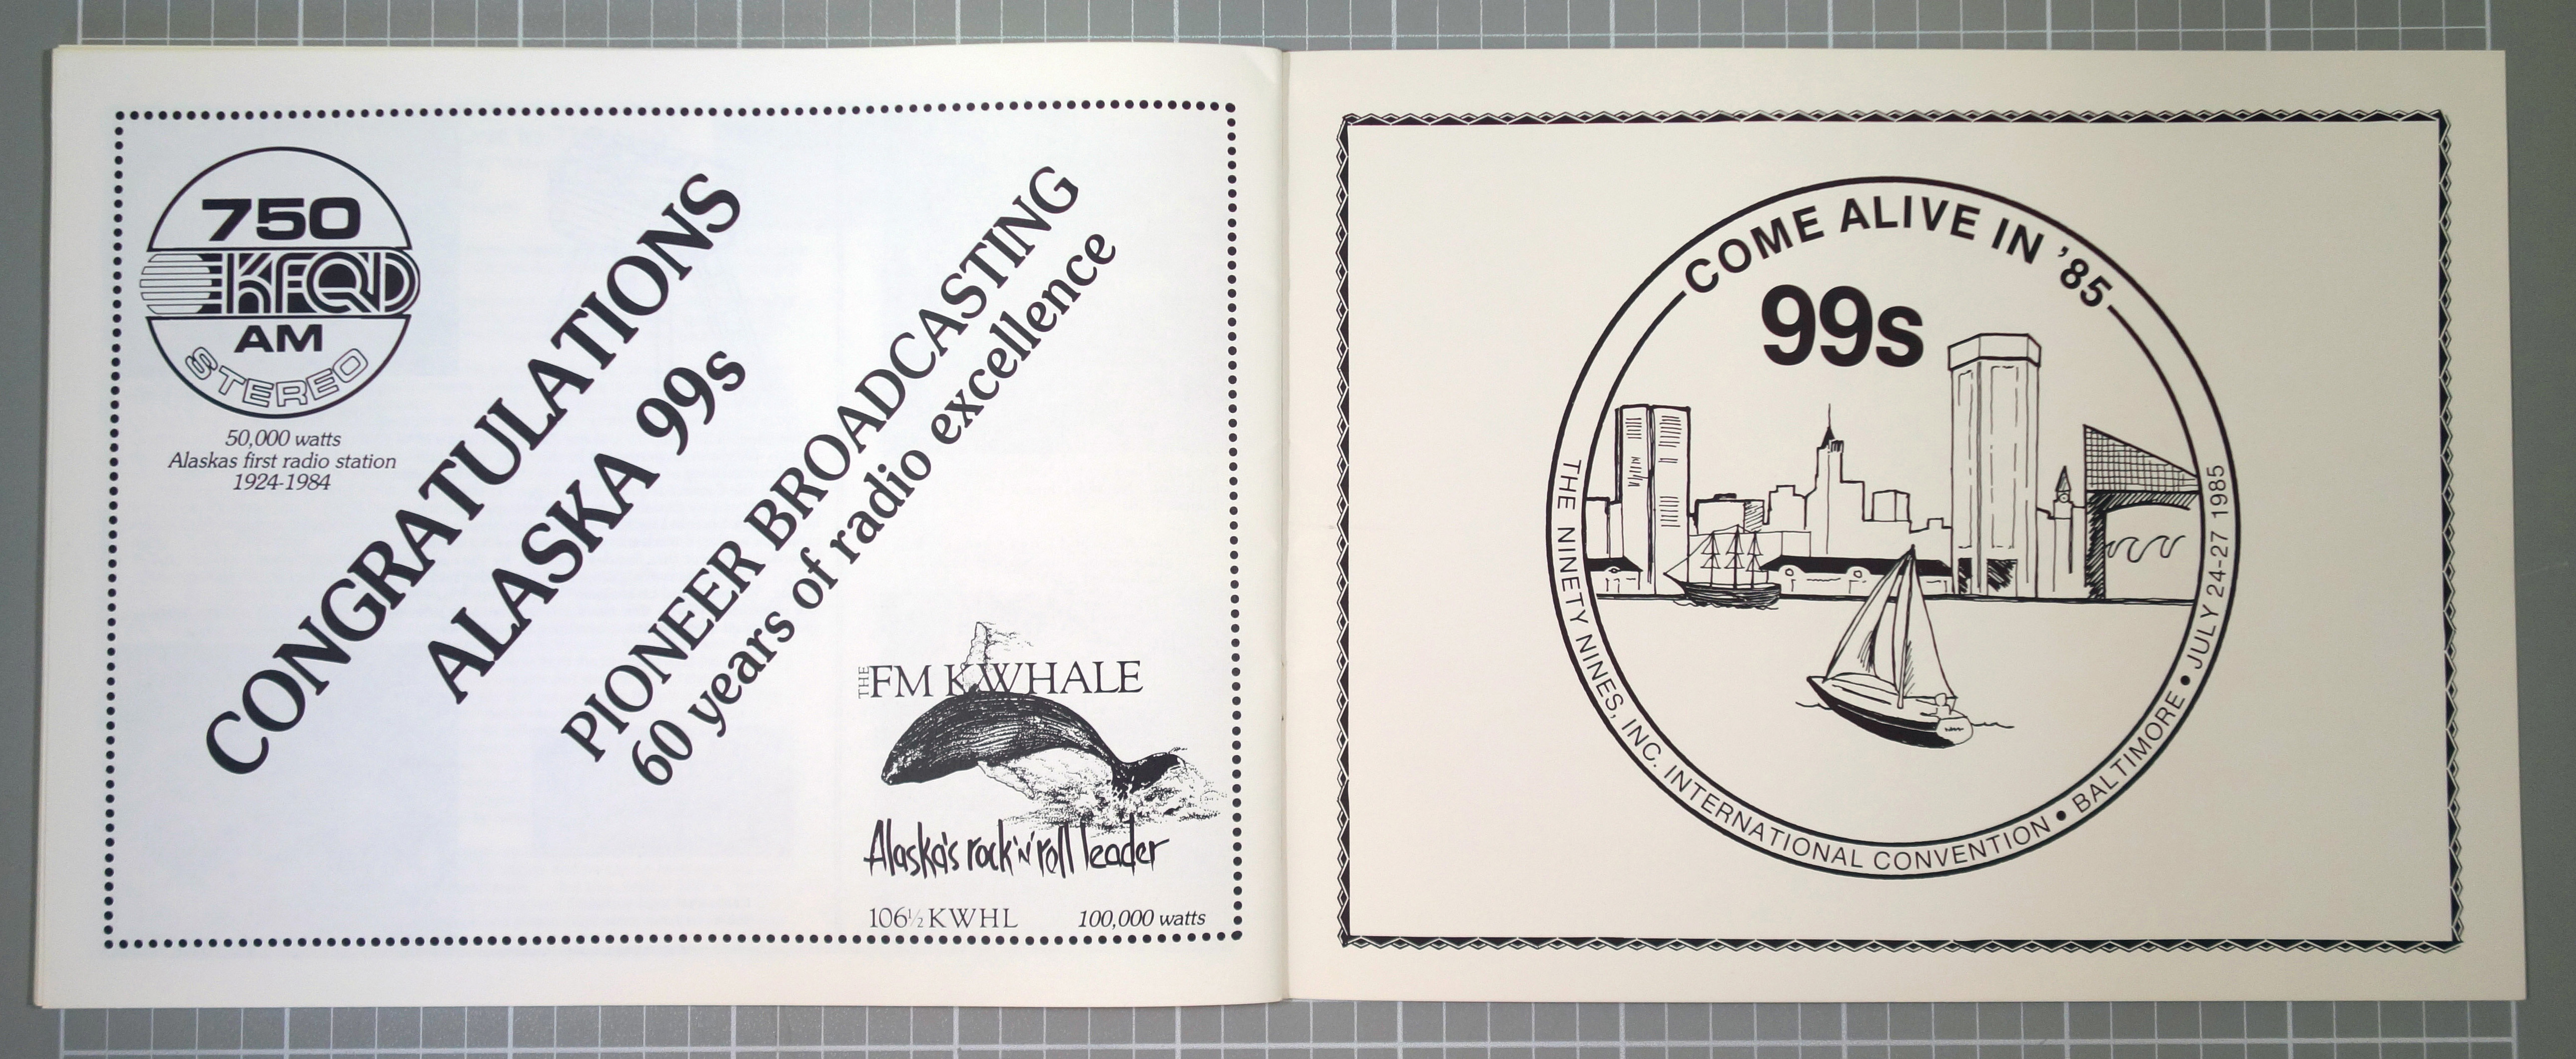 750
KFQD
AM
STEREO
50,000 watts
Alaskas first radio station
1924-1984
CONGRATULATIONS
ALASKA 99s
PIONEER BROADCASTING
60 years of radio excellence
THE FM KWHALE
Alaska's rock 'n' roll leader
106½ KWHL 100,000 watts
COME ALIVE IN '85
99s
THE NINETY NINES, INC. INTERNATIONAL CONVENTION • BALTIMORE • JULY 24-27 1985